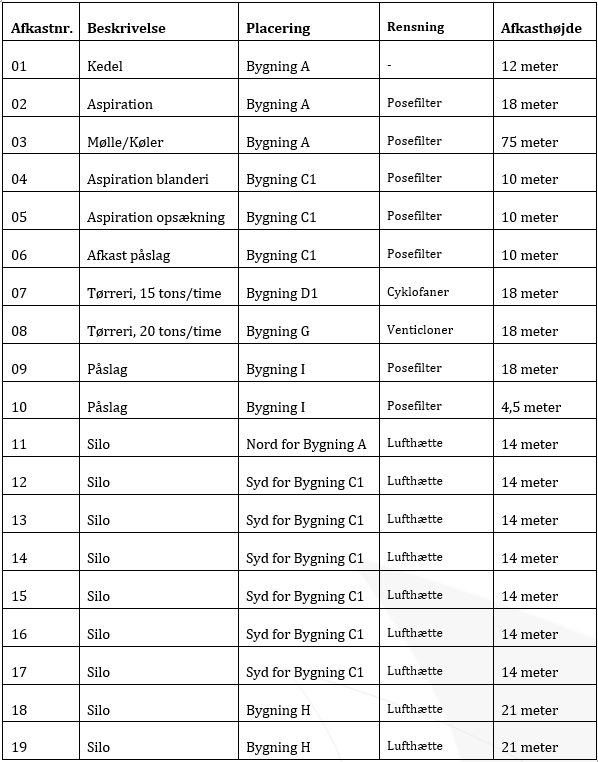 Afkastnr. Beskrivelse Placering Rensning Afkasthøjde
01 Kedel Bygning A - 12 meter
02 Aspiration Bygning A Posefilter 18 meter
03 Mølle/Køler Bygning A Posefilter 75 meter
04 Aspiration blanderi Bygning C1 Posefilter 10 meter
05 Aspiration opsækning Bygning C1 Posefilter 10 meter
06 Afkast påslag Bygning C1 Posefilter 10 meter
07 Tørreri, 15 tons/time Bygning D1 Cyklofaner 18 meter
08 Tørreri, 20 tons/time Bygning G Venticloner 18 meter
09 Påslag Bygning I Posefilter 18 meter
10 Påslag Bygning I Posefilter 4,5 meter
11 Silo Nord for Bygning A Lufthætte 14 meter
12 Silo Syd for Bygning C1 Lufthætte 14 meter
13 Silo Syd for Bygning C1 Lufthætte 14 meter
14 Silo Syd for Bygning C1 Lufthætte 14 meter
15 Silo Syd for Bygning C1 Lufthætte 14 meter
16 Silo Syd for Bygning C1 Lufthætte 14 meter
17 Silo Syd for Bygning C1 Lufthætte 14 meter
18 Silo Bygning H Lufthætte 21 meter
19 Silo Bygning H Lufthætte 21 meter